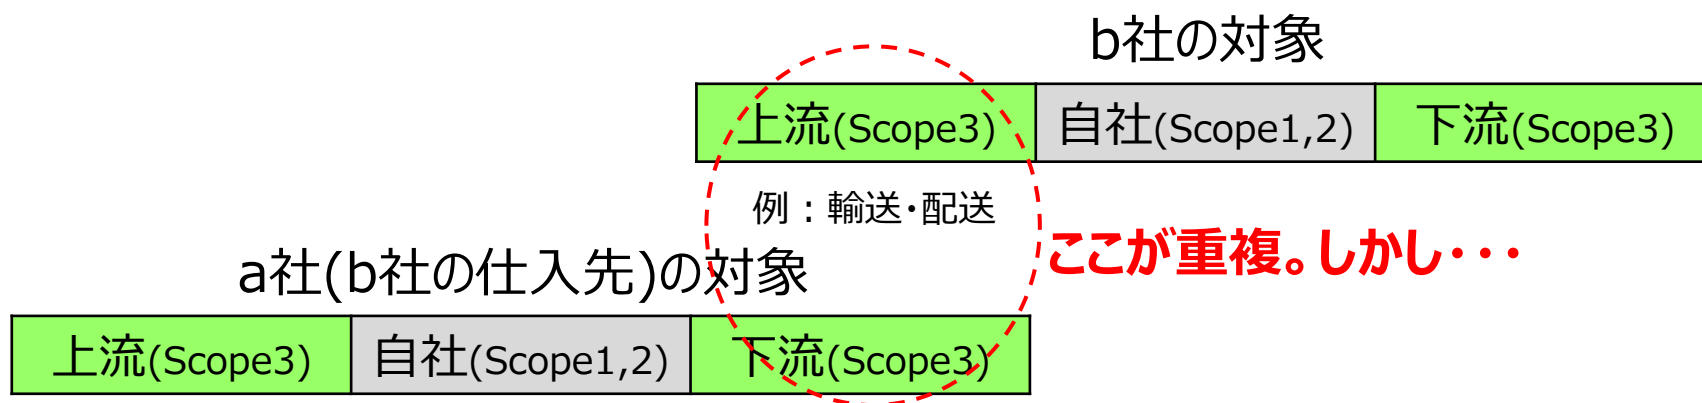 b社の対象
上流(Scope3) 自社(Scope1,2) 下流(Scope3)
例：輸送・配送
ここが重複。しかし・・・
a社(b社の仕入先)の対象
上流(Scope3) 自社(Scope1,2) 下流(Scope3)